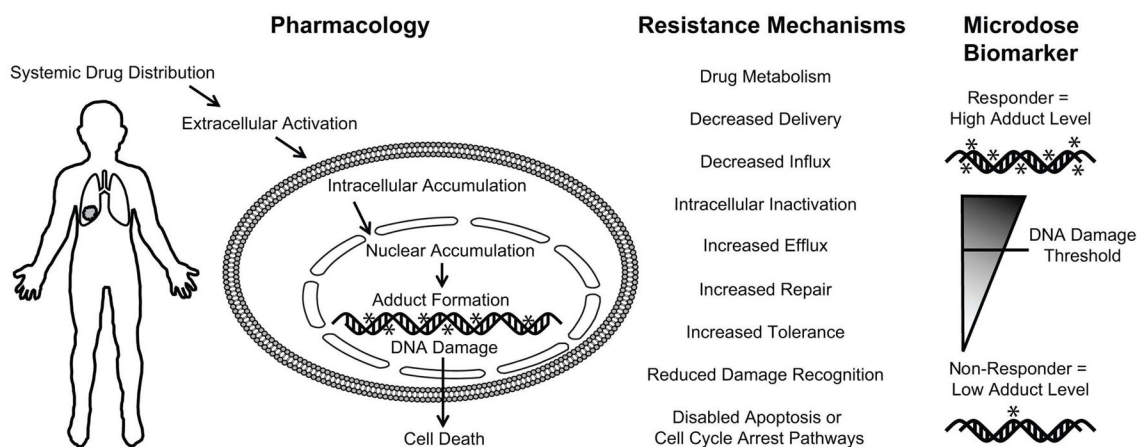 Pharmacology
Systemic Drug Distribution
Extracellular Activation
Intracellular Accumulation
Nuclear Accumulation
Adduct Formation
DNA Damage
Cell Death
Resistance Mechanisms
Drug Metabolism
Decreased Delivery
Decreased Influx
Intracellular Inactivation
Increased Efflux
Increased Repair
Increased Tolerance
Reduced Damage Recognition
Disabled Apoptosis or
Cell Cycle Arrest Pathways
Microdose
Biomarker
Responder =
High Adduct Level
DNA Damage
Threshold
Non-Responder =
Low Adduct Level